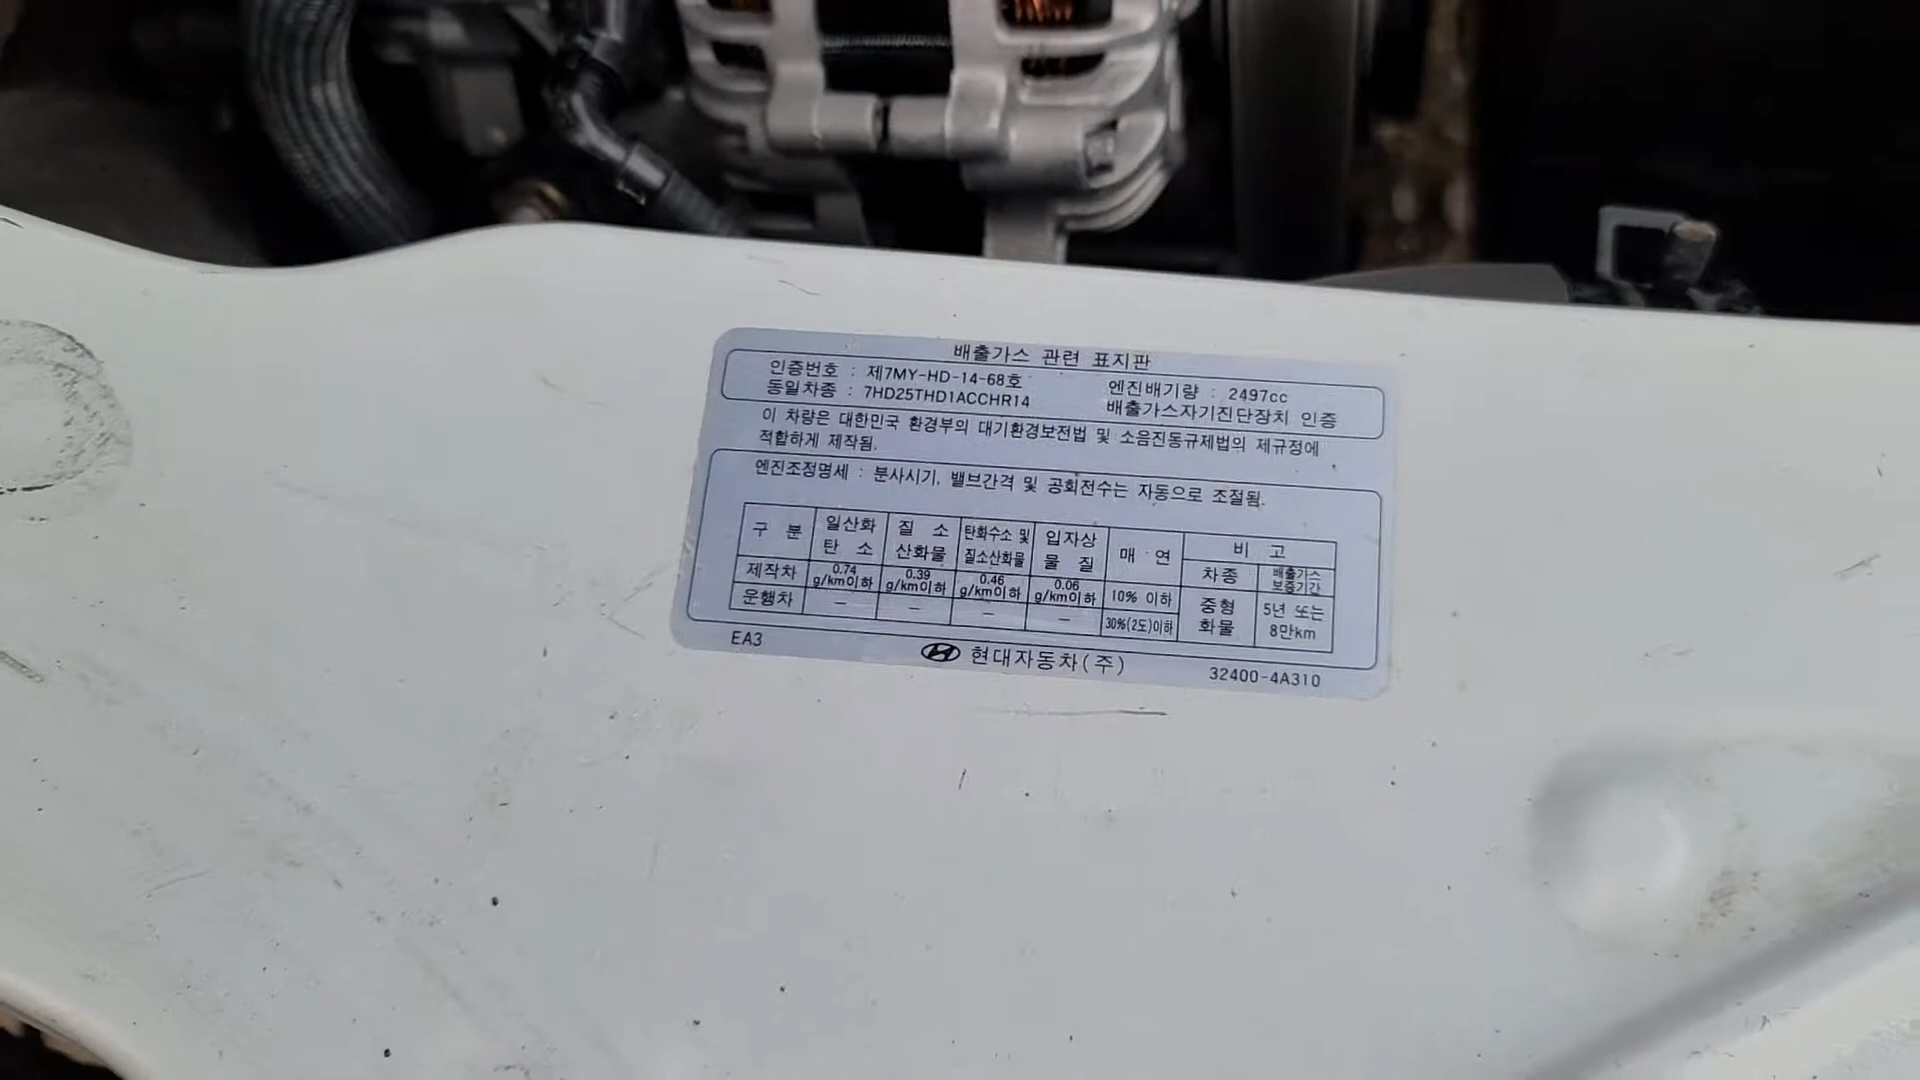 배출가스 관련 표지판
인증번호 : 제7MY-HD-14-68호 엔진배기량 : 2497cc
동일차종 : 7HD25THD1ACCHR14 배출가스자기진단장치 인증
이 차량은 대한민국 환경부의 대기환경보전법 및 소음진동규제법의 제규정에
적합하게 제작됨.
엔진조정명세 : 분사시기, 밸브간격 및 공회전수는 자동으로 조절됨.
구 분 일산화 탄 소 질 소 산화물 탄화수소 및 질소산화물 입자상 물 질 매 연 비 고
차종 배출가스 보증기간
제작차 0.74 g/km이하 0.39 g/km이하 0.46 g/km이하 0.06 g/km이하 10% 이하 중형 화물 5년 또는 8만km
운행차 - - - - 30%(2도)이하
EA3 현대자동차(주) 32400-4A310